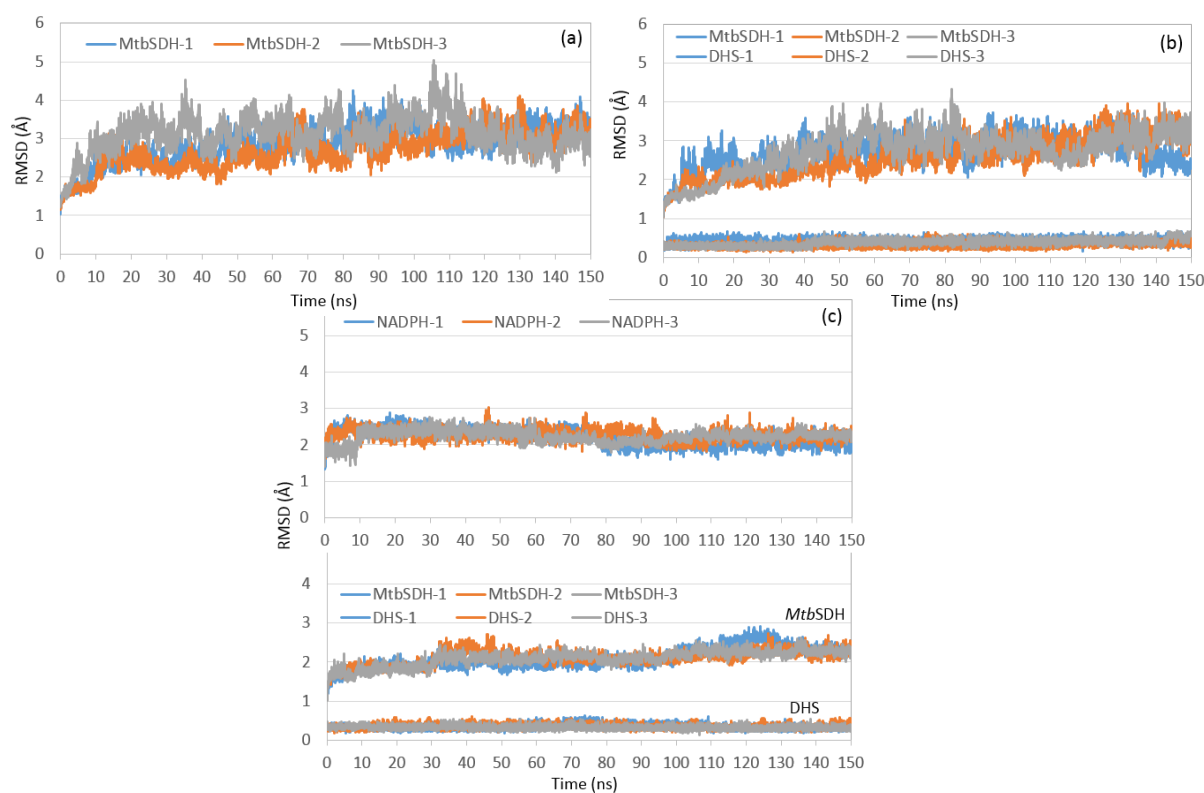 MtbSDH-1 MtbSDH-2 MtbSDH-3 (a)
6
5
4
3
2
1
0
RMSD (Å)
0 10 20 30 40 50 60 70 80 90 100 110 120 130 140 150
Time (ns)
MtbSDH-1 MtbSDH-2 MtbSDH-3 (b)
DHS-1 DHS-2 DHS-3
6
5
4
3
2
1
0
RMSD (Å)
0 10 20 30 40 50 60 70 80 90 100 110 120 130 140 150
Time (ns)
NADPH-1 NADPH-2 NADPH-3 (c)
5
4
3
2
1
0
0 10 20 30 40 50 60 70 80 90 100 110 120 130 140 150
RMSD (Å)
4
3
2
1
0
MtbSDH-1 MtbSDH-2 MtbSDH-3
DHS-1 DHS-2 DHS-3
MtbSDH
DHS
0 10 20 30 40 50 60 70 80 90 100 110 120 130 140 150
Time (ns)